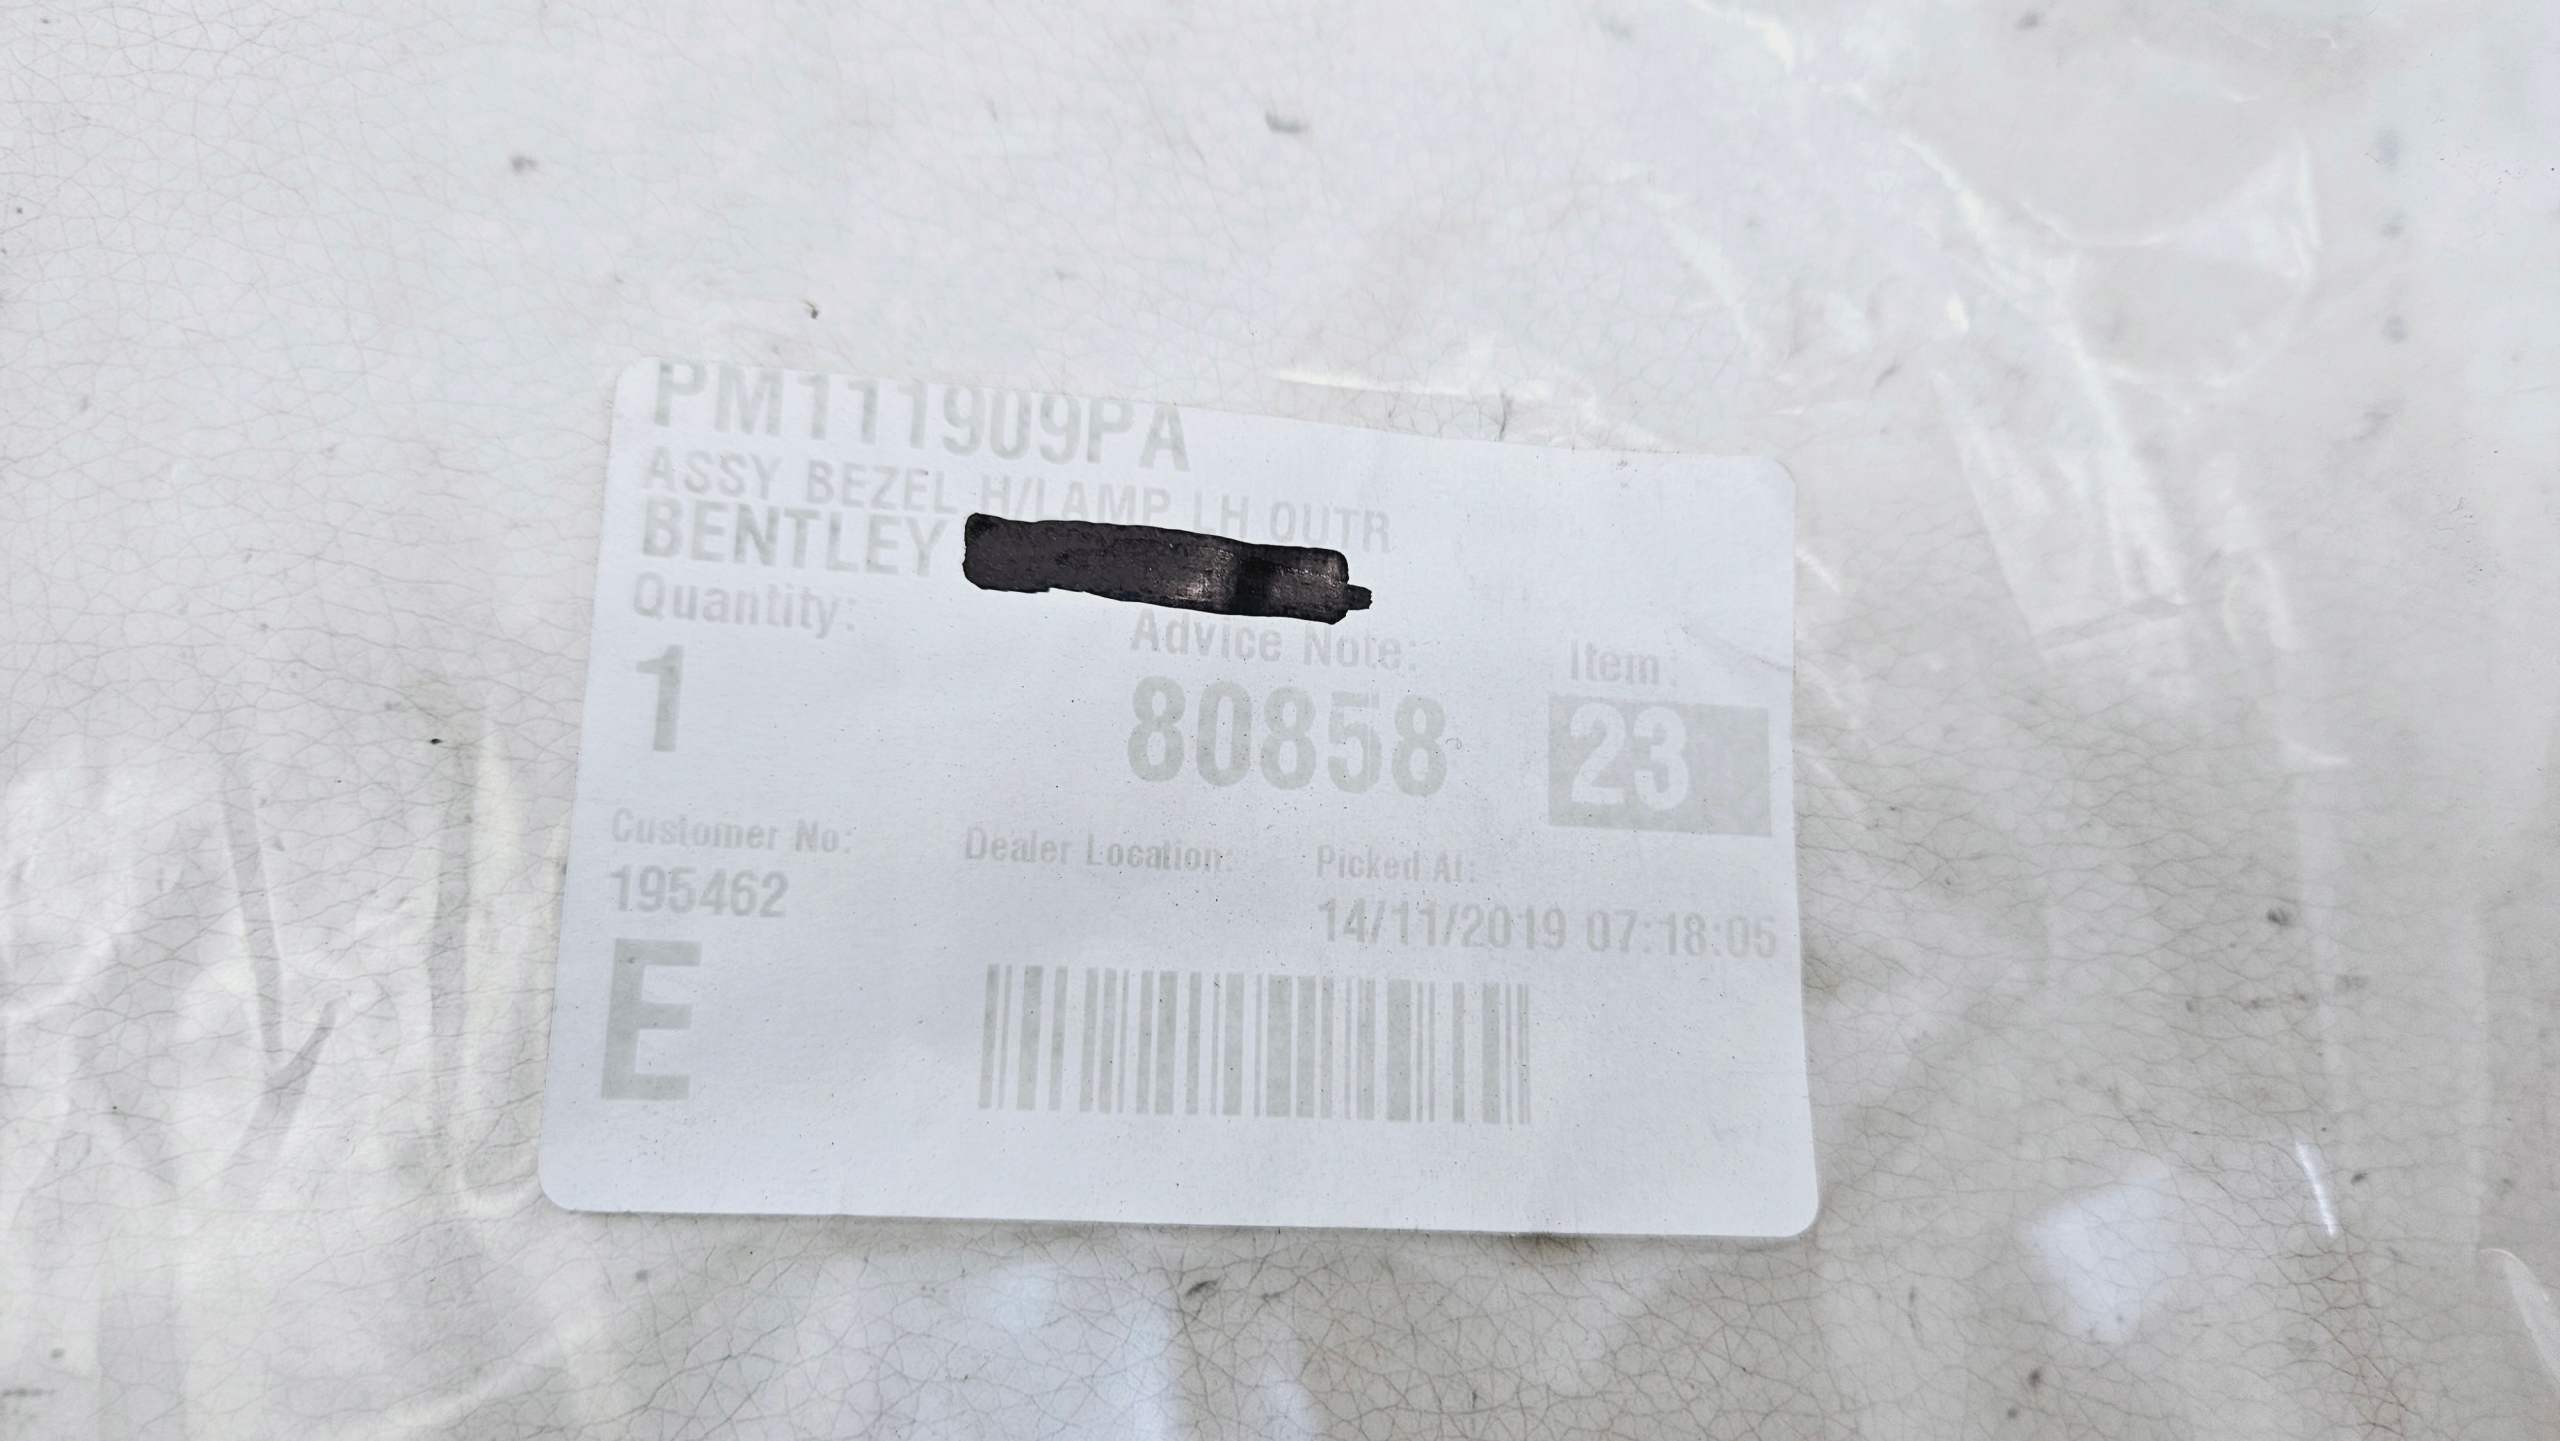 PM111909PA
ASSY BEZEL H/LAMP LH OUTR
BENTLEY
Quantity: Advice Note: Item:
1 80858 23
Customer No: Dealer Location: Picked At:
195462 14/11/2019 07:18:05
E